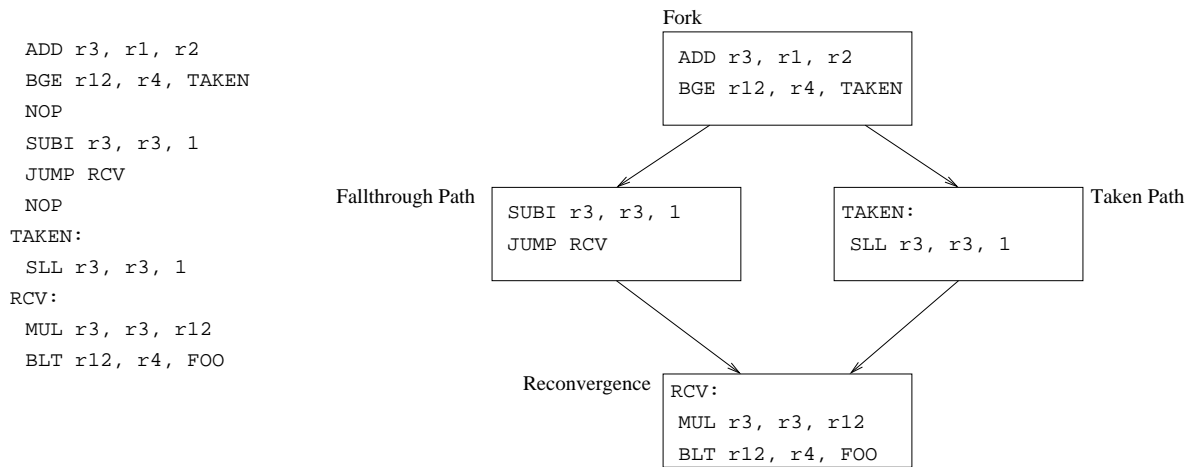 ADD r3, r1, r2
BGE r12, r4, TAKEN
NOP
SUBI r3, r3, 1
JUMP RCV
NOP
TAKEN:
SLL r3, r3, 1
RCV:
MUL r3, r3, r12
BLT r12, r4, FOO
Fork
ADD r3, r1, r2
BGE r12, r4, TAKEN
Fallthrough Path
SUBI r3, r3, 1
JUMP RCV
TAKEN:
SLL r3, r3, 1
Taken Path
Reconvergence
RCV:
MUL r3, r3, r12
BLT r12, r4, FOO